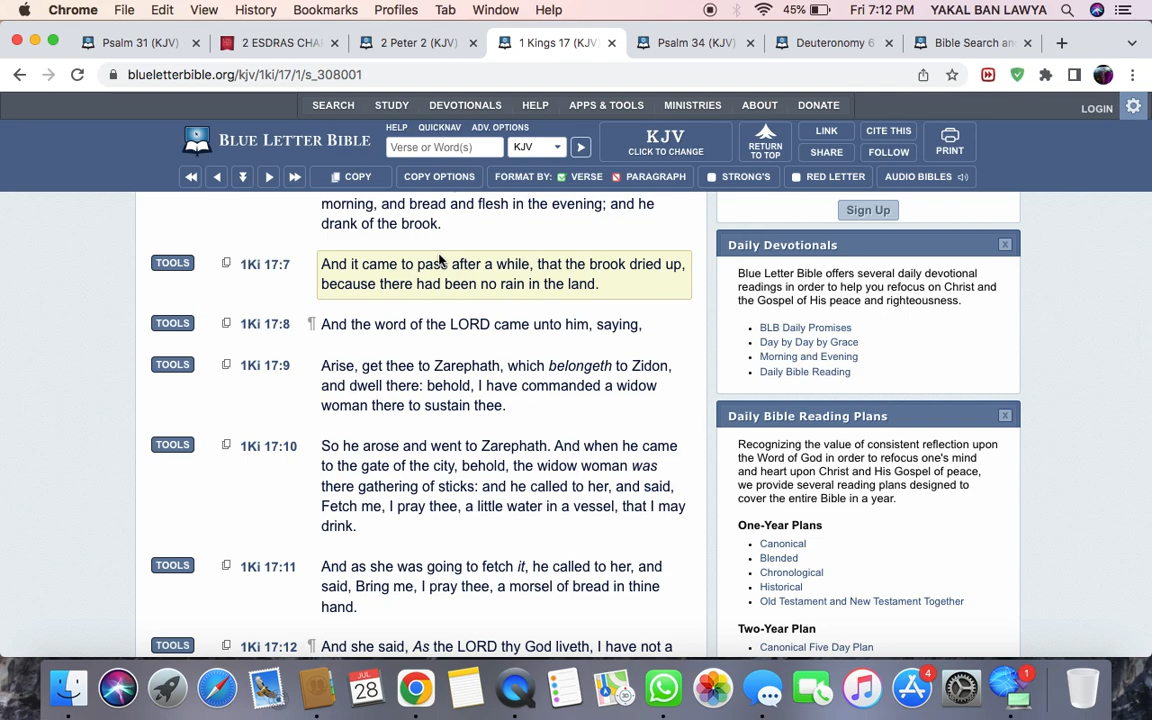 Chrome File Edit View History Bookmarks Profiles Tab Window Help 45% Fri 7:12 PM YAKAL BAN LAWYA
Psalm 31 (KJV) × 2 ESDRAS CHA × 2 Peter 2 (KJV) × 1 Kings 17 (KJV) × Psalm 34 (KJV) × Deuteronomy 6 × Bible Search an × +
blueletterbible.org/kjv/1ki/17/1/s_308001
SEARCH STUDY DEVOTIONALS HELP APPS & TOOLS MINISTRIES ABOUT DONATE LOGIN
BLUE LETTER BIBLE
HELP QUICKNAV ADV. OPTIONS
Verse or Word(s) KJV
KJV
CLICK TO CHANGE
RETURN
TO TOP
LINK CITE THIS
SHARE FOLLOW
PRINT
COPY COPY OPTIONS FORMAT BY: VERSE PARAGRAPH STRONG'S RED LETTER AUDIO BIBLES
morning, and bread and flesh in the evening; and he
drank of the brook.
TOOLS 1Ki 17:7 And it came to pass after a while, that the brook dried up,
because there had been no rain in the land.
TOOLS 1Ki 17:8 ¶ And the word of the LORD came unto him, saying,
TOOLS 1Ki 17:9 Arise, get thee to Zarephath, which belongeth to Zidon,
and dwell there: behold, I have commanded a widow
woman there to sustain thee.
TOOLS 1Ki 17:10 So he arose and went to Zarephath. And when he came
to the gate of the city, behold, the widow woman was
there gathering of sticks: and he called to her, and said,
Fetch me, I pray thee, a little water in a vessel, that I may
drink.
TOOLS 1Ki 17:11 And as she was going to fetch it, he called to her, and
said, Bring me, I pray thee, a morsel of bread in thine
hand.
TOOLS 1Ki 17:12 ¶ And she said, As the LORD thy God liveth, I have not a
Sign Up
Daily Devotionals x
Blue Letter Bible offers several daily devotional
readings in order to help you refocus on Christ and
the Gospel of His peace and righteousness.
• BLB Daily Promises
• Day by Day by Grace
• Morning and Evening
• Daily Bible Reading
Daily Bible Reading Plans x
Recognizing the value of consistent reflection upon
the Word of God in order to refocus one's mind
and heart upon Christ and His Gospel of peace,
we provide several reading plans designed to
cover the entire Bible in a year.
One-Year Plans
• Canonical
• Blended
• Chronological
• Historical
• Old Testament and New Testament Together
Two-Year Plan
• Canonical Five Day Plan
JUL
28
4
1